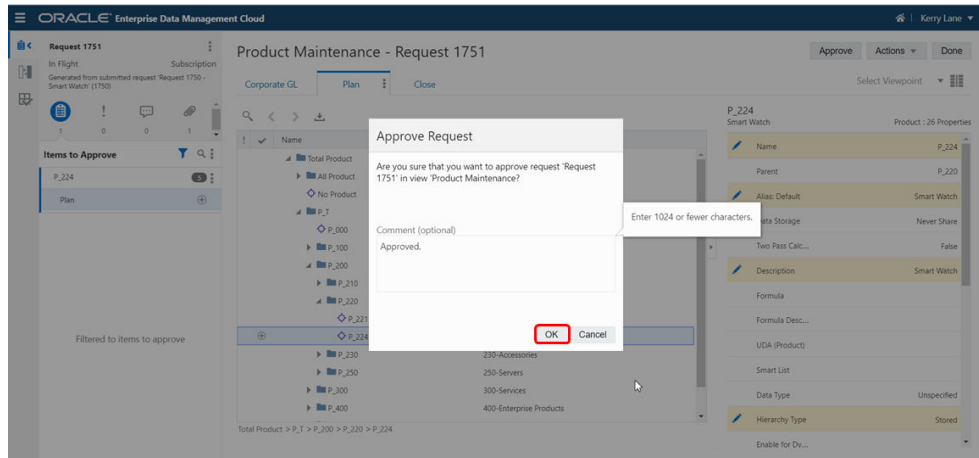 ORACLE Enterprise Data Management Cloud
Kerry Lane
Request 1751
In Flight Subscription
Generated from submitted request 'Request 1750 -
Smart Watch' (1750)
1 0 0 1
Items to Approve
P_224 5
Plan
Filtered to items to approve
Product Maintenance - Request 1751
Approve Actions Done
Corporate GL Plan Close
Select Viewpoint
! Name
Total Product
All Product
No Product
P_T
P_000
P_100
P_200
P_210
P_220
P_221
P_224
P_230 230-Accessories
P_250 250-Servers
P_300 300-Services
P_400 400-Enterprise Products
Total Product > P_T > P_200 > P_220 > P_224
Approve Request
Are you sure that you want to approve request 'Request
1751' in view 'Product Maintenance?
Comment (optional)
Approved.
Enter 1024 or fewer characters.
OK Cancel
P_224
Smart Watch Product : 26 Properties
Name P_224
Parent P_220
Alias: Default Smart Watch
Data Storage Never Share
Two Pass Calc... False
Description Smart Watch
Formula
Formula Desc...
UDA (Product)
Smart List
Data Type Unspecified
Hierarchy Type Stored
Enable for Dv...